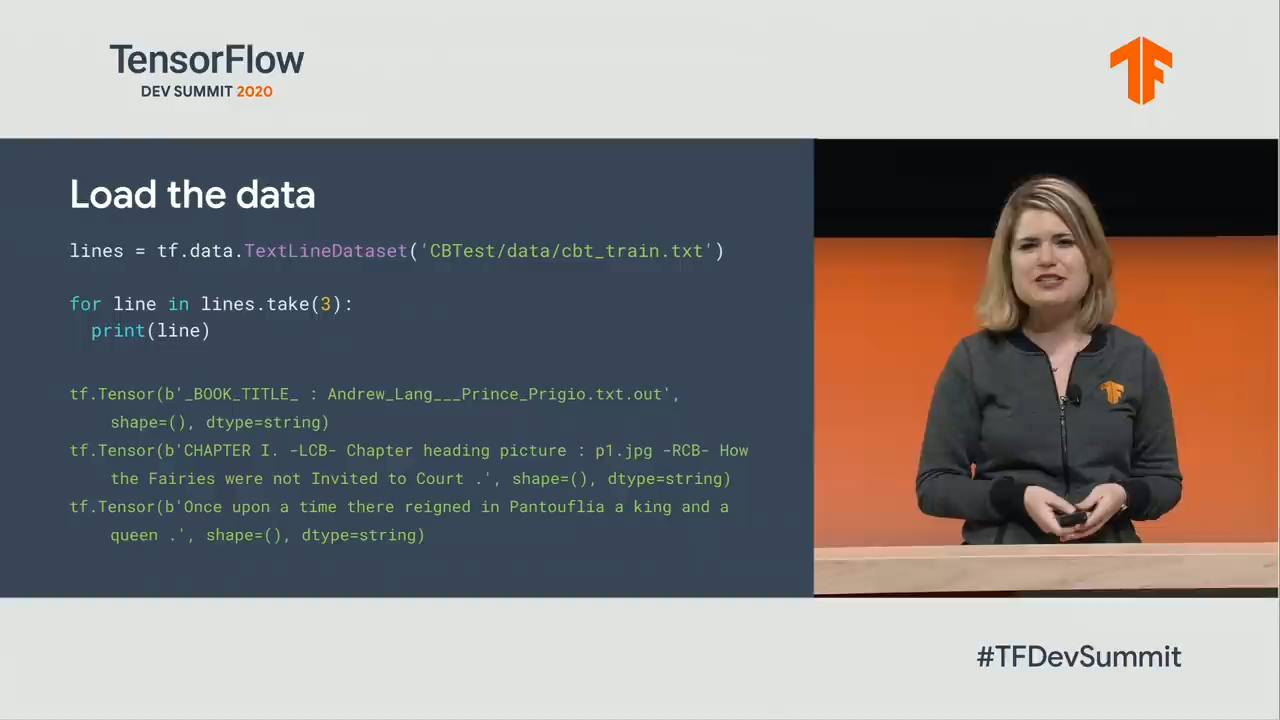 TensorFlow
DEV SUMMIT 2020
Load the data
lines = tf.data.TextLineDataset('CBTest/data/cbt_train.txt')
for line in lines.take(3):
print(line)
tf.Tensor(b'_BOOK_TITLE_ : Andrew_Lang___Prince_Prigio.txt.out',
shape=(), dtype=string)
tf.Tensor(b'CHAPTER I. -LCB- Chapter heading picture : p1.jpg -RCB- How
the Fairies were not Invited to Court .', shape=(), dtype=string)
tf.Tensor(b'Once upon a time there reigned in Pantouflia a king and a
queen .', shape=(), dtype=string)
#TFDevSummit